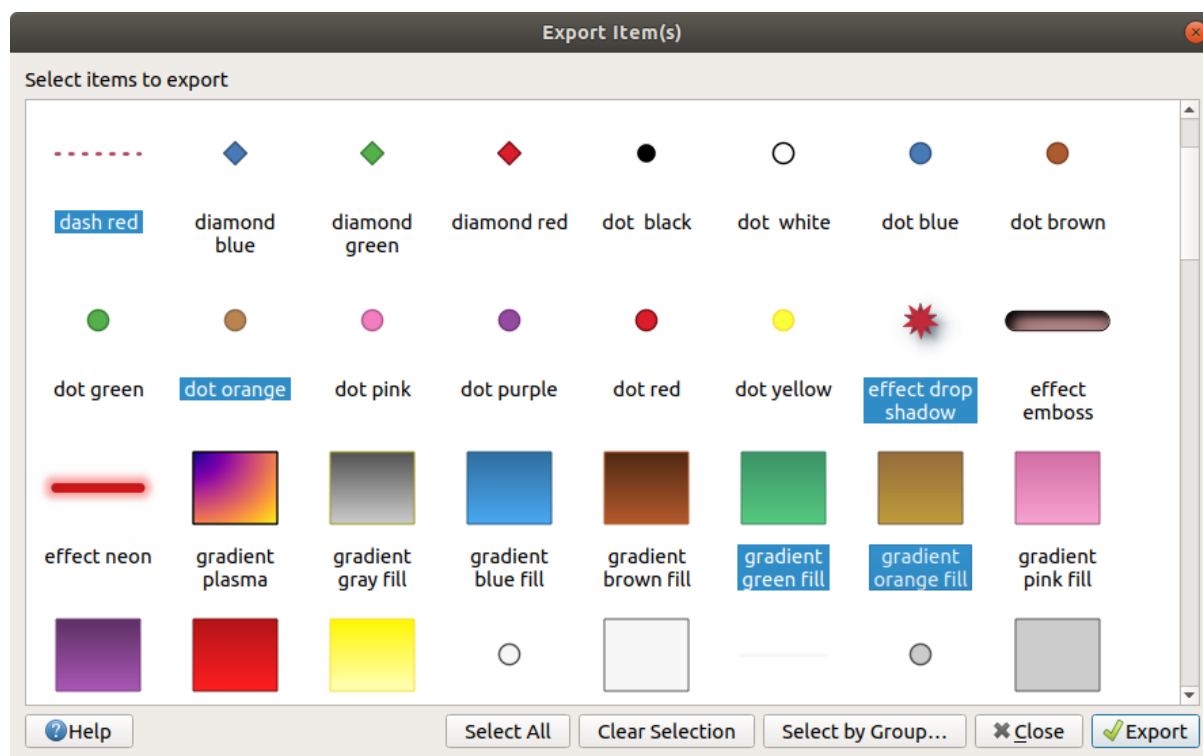 Export Item(s)
Select items to export
dash red
diamond
blue
diamond
green
diamond red
dot  black
dot  white
dot blue
dot brown
dot green
dot orange
dot pink
dot purple
dot red
dot yellow
effect drop
shadow
effect
emboss
effect neon
gradient
plasma
gradient
gray fill
gradient
blue fill
gradient
brown fill
gradient
green fill
gradient
orange fill
gradient
pink fill
Help
Select All
Clear Selection
Select by Group...
Close
Export